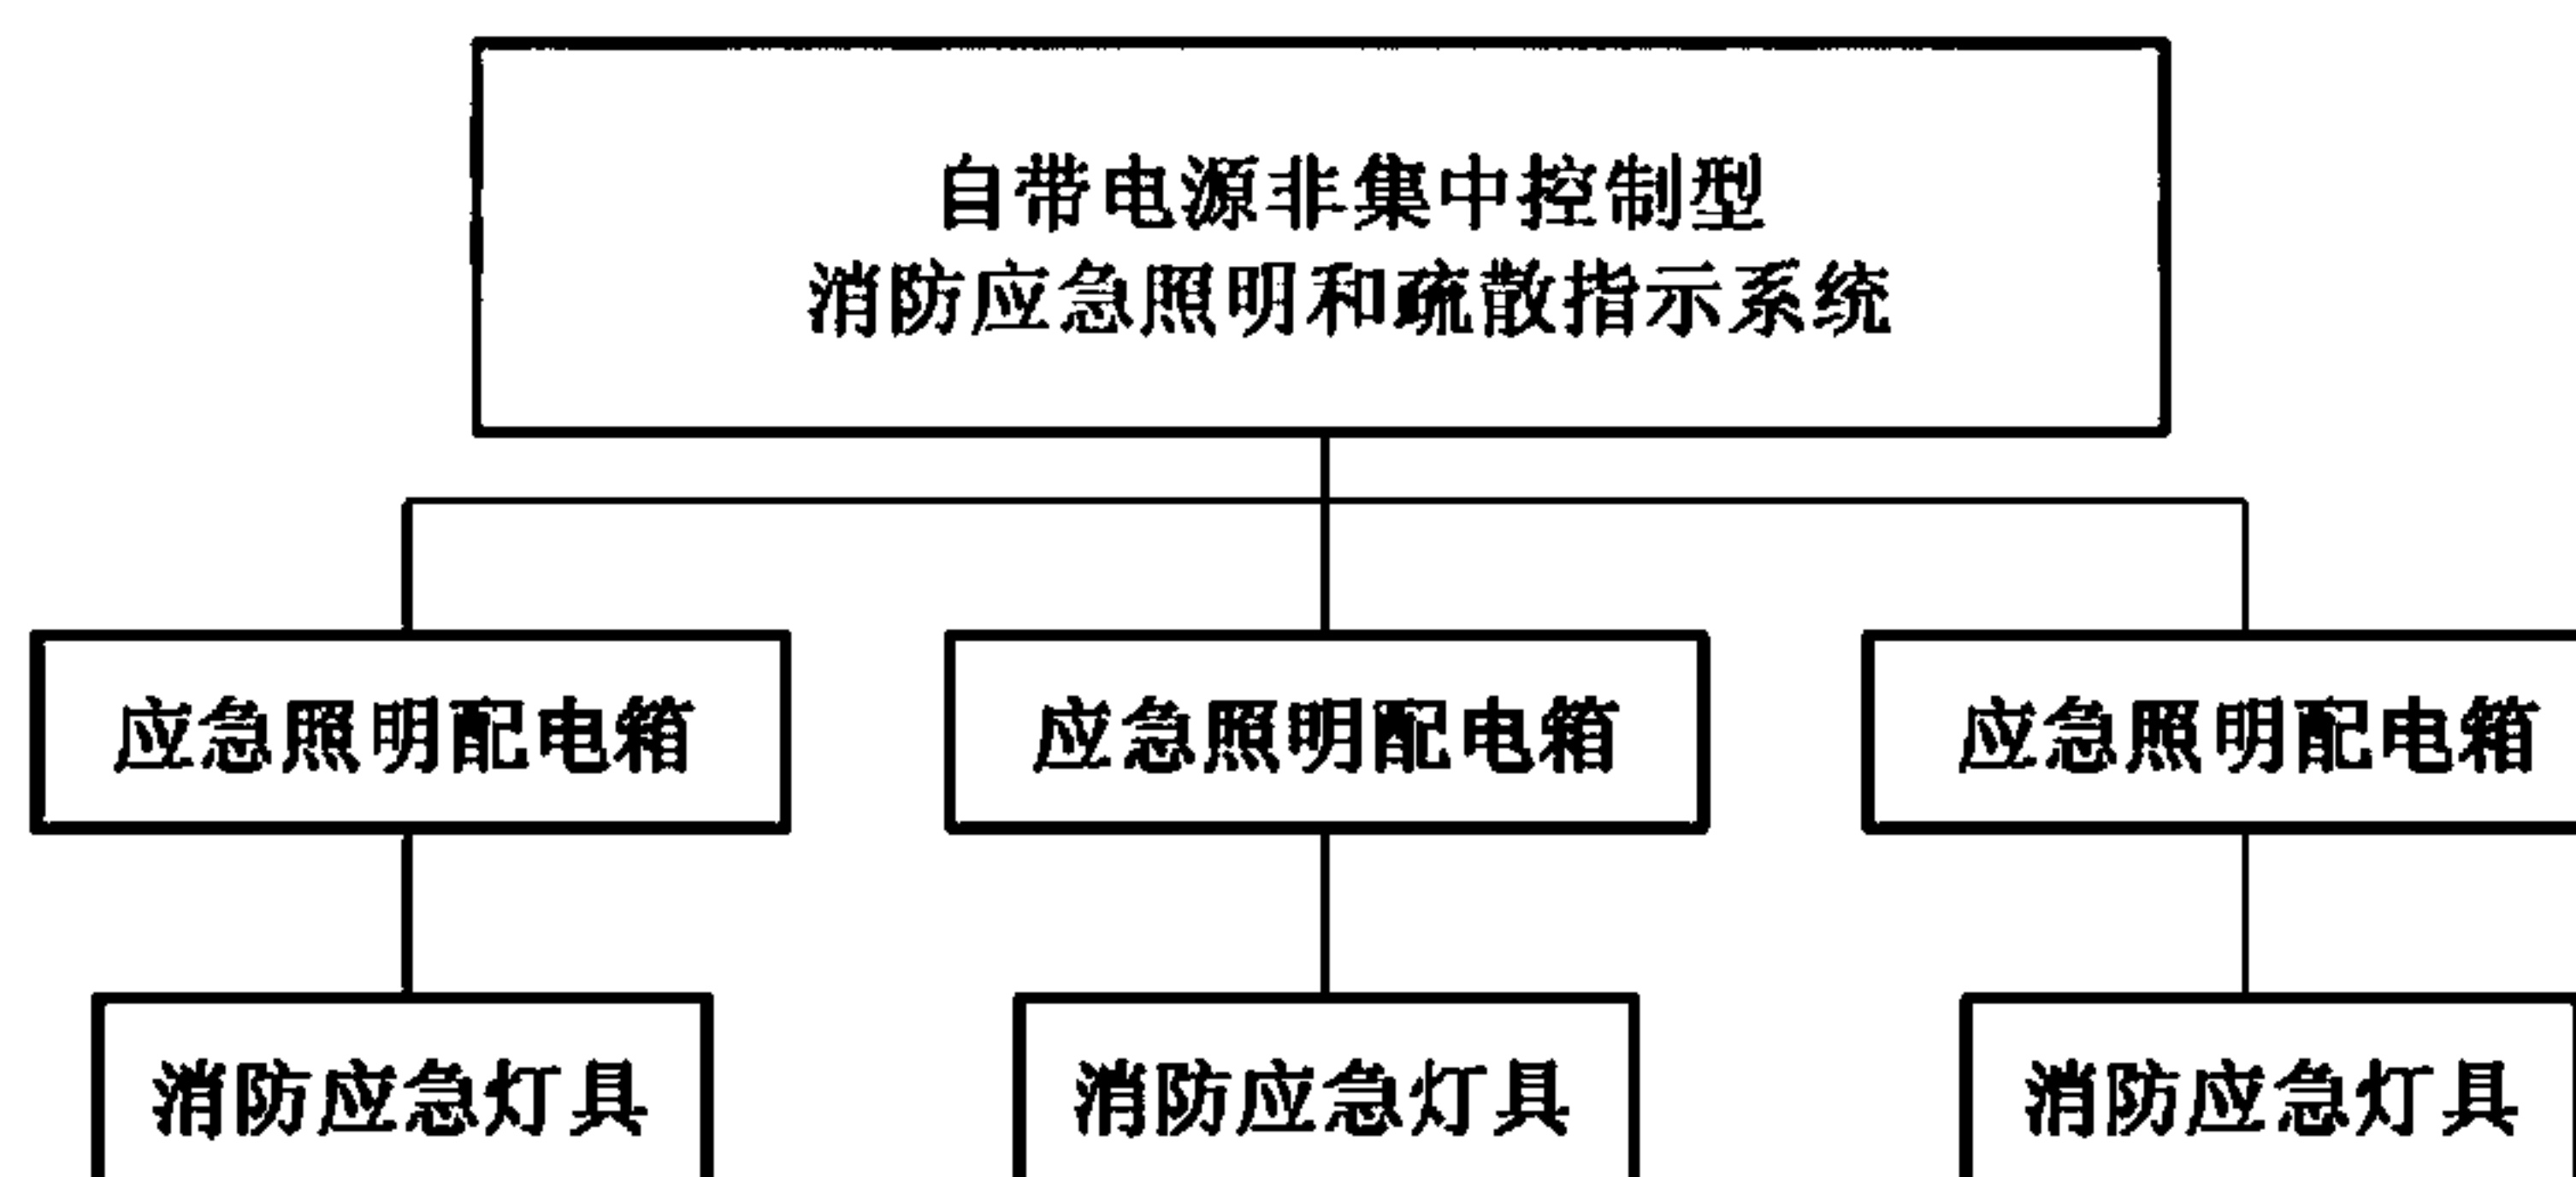 自带电源非集中控制型
消防应急照明和疏散指示系统
应急照明配电箱
应急照明配电箱
应急照明配电箱
消防应急灯具
消防应急灯具
消防应急灯具